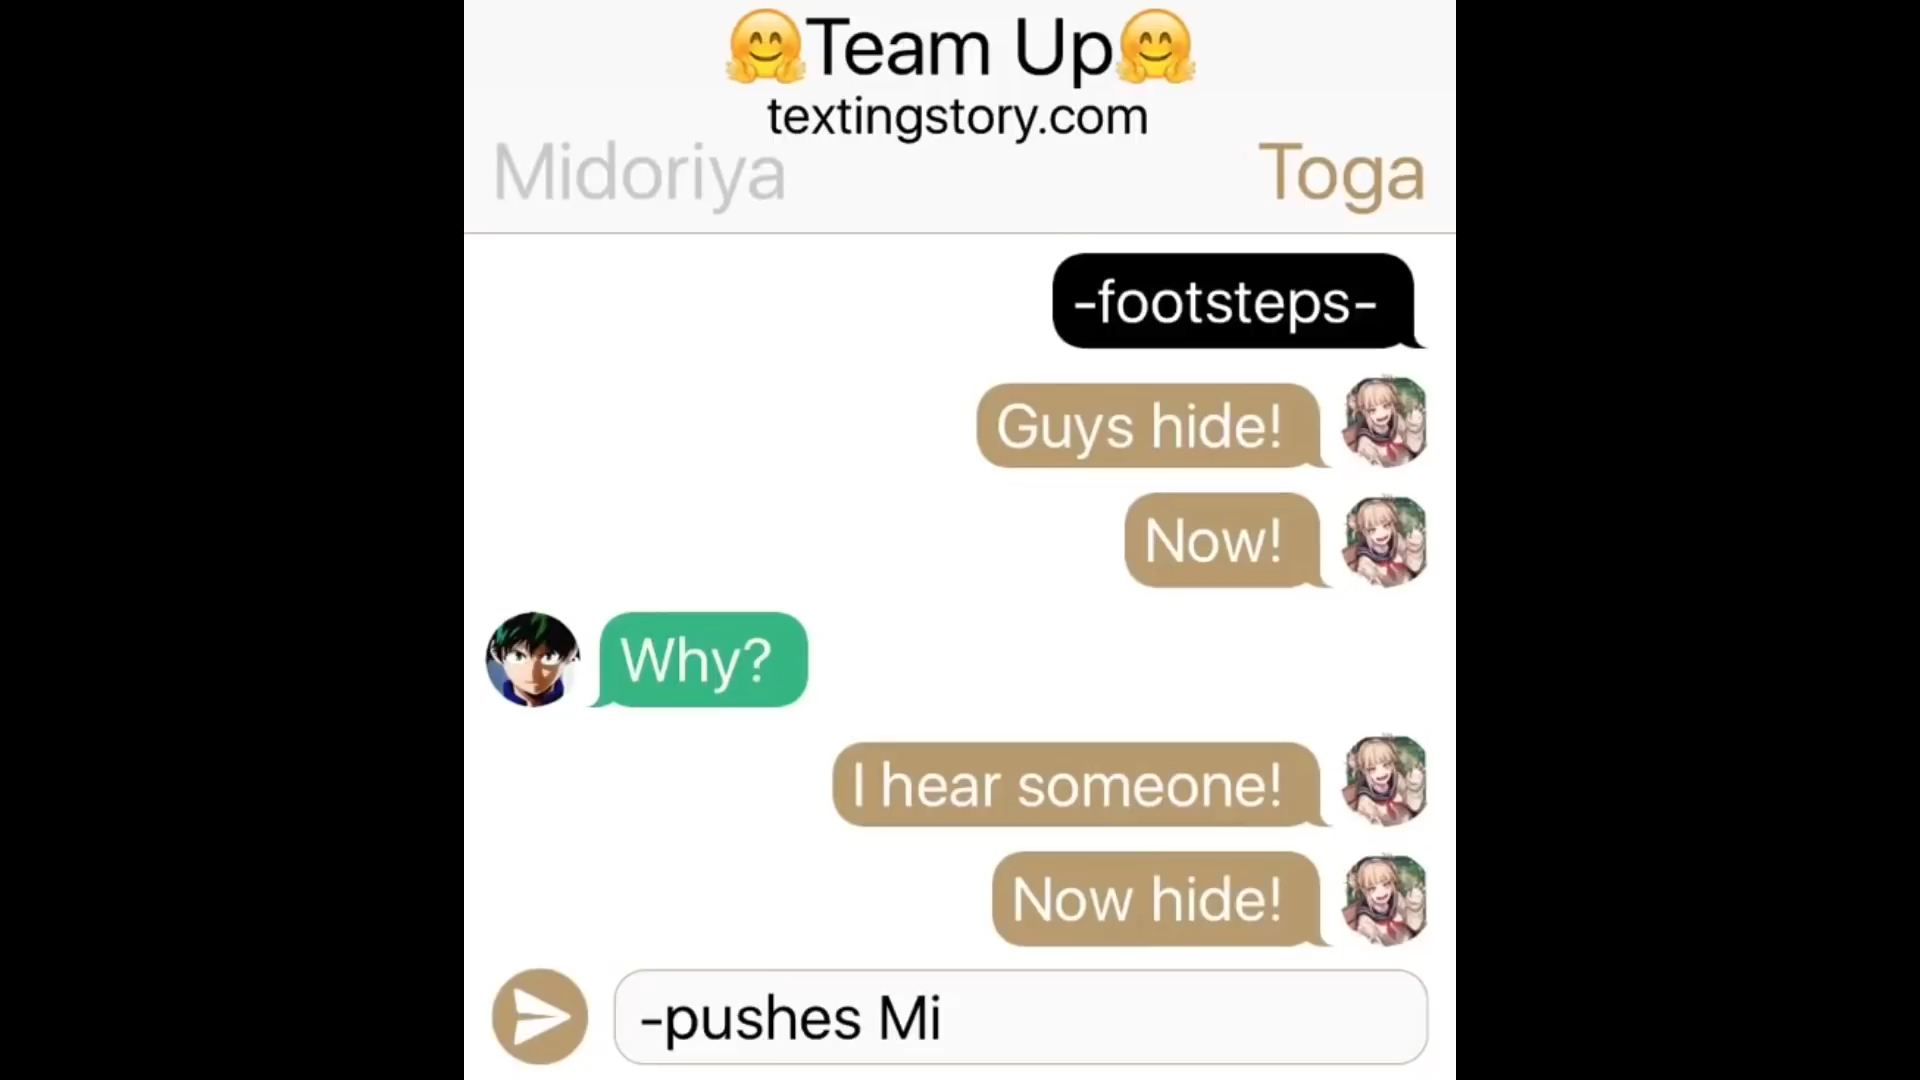 🤗Team Up🤗
textingstory.com
Midoriya Toga
-footsteps-
Guys hide!
Now!
Why?
I hear someone!
Now hide!
-pushes Mi